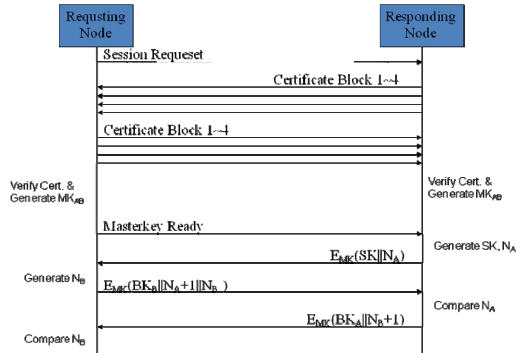 Requsting
Node
Responding
Node
Session Requeset
Certificate Block 1~4
Certificate Block 1~4
Verify Cert. &
Generate MKAB
Verify Cert. &
Generate MKAB
Masterkey Ready
Generate SK, NA
EMK(SK||NA)
Generate NB
EMK(BKB||NA+1||NB )
Compare NA
EMK(BKA||NB+1)
Compare NB